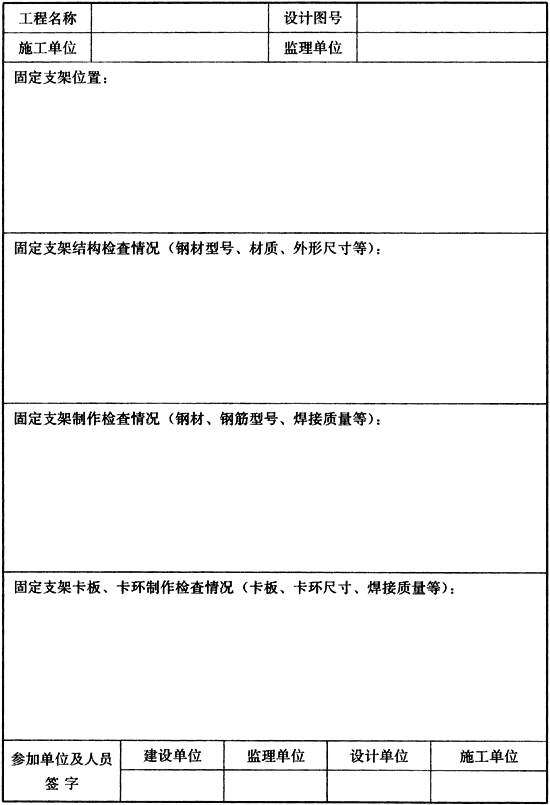 工程名称 设计图号
施工单位 监理单位
固定支架位置：
固定支架结构检查情况（钢材型号、材质、外形尺寸等）：
固定支架制作检查情况（钢材、钢筋型号、焊接质量等）：
固定支架卡板、卡环制作检查情况（卡板、卡环尺寸、焊接质量等）：
参加单位及人员
签 字
建设单位 监理单位 设计单位 施工单位